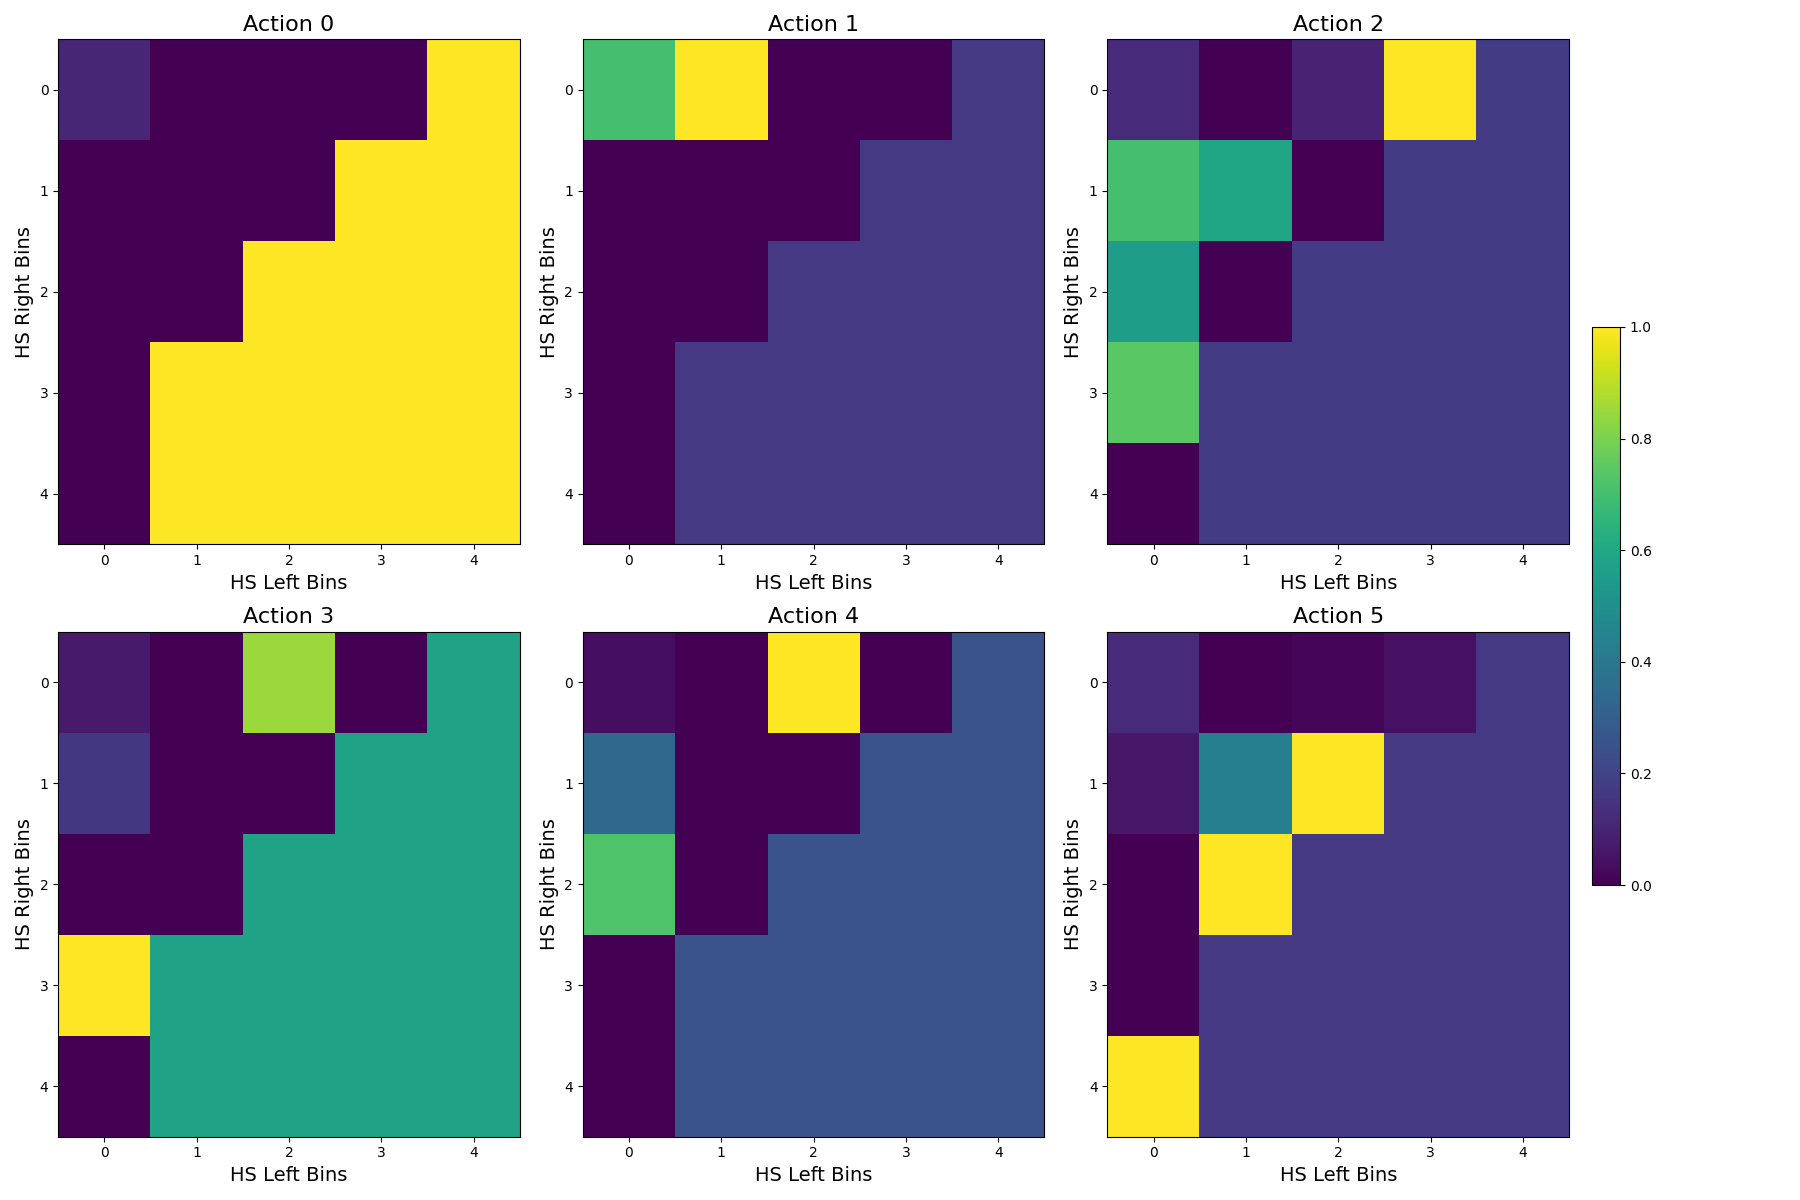 Action 0
Action 1
Action 2
0
1
2
3
4
HS Right Bins
0 1 2 3 4
HS Left Bins
0
1
2
3
4
HS Right Bins
0 1 2 3 4
HS Left Bins
0
1
2
3
4
HS Right Bins
0 1 2 3 4
HS Left Bins
Action 3
Action 4
Action 5
0
1
2
3
4
HS Right Bins
0 1 2 3 4
HS Left Bins
0
1
2
3
4
HS Right Bins
0 1 2 3 4
HS Left Bins
0
1
2
3
4
HS Right Bins
0 1 2 3 4
HS Left Bins
1.0
0.8
0.6
0.4
0.2
0.0